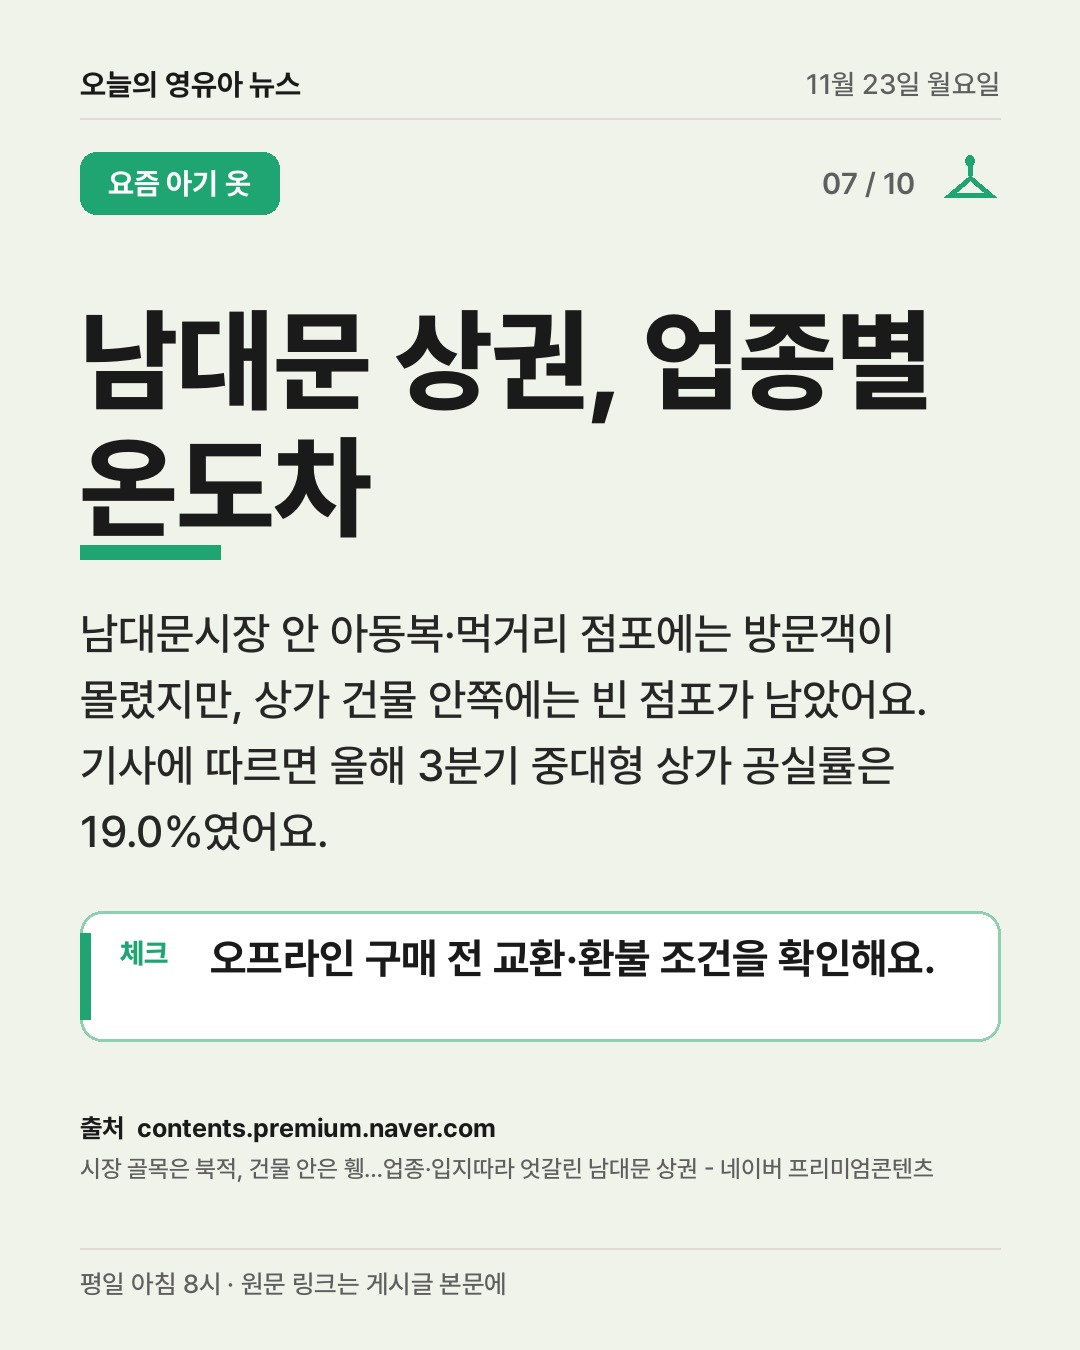 오늘의 영유아 뉴스
11월 23일 월요일
요즘 아기 옷
07 / 10
남대문 상권, 업종별
온도차
남대문시장 안 아동복·먹거리 점포에는 방문객이
몰렸지만, 상가 건물 안쪽에는 빈 점포가 남았어요.
기사에 따르면 올해 3분기 중대형 상가 공실률은
19.0%였어요.
체크 오프라인 구매 전 교환·환불 조건을 확인해요.
출처 contents.premium.naver.com
시장 골목은 북적, 건물 안은 휑…업종·입지따라 엇갈린 남대문 상권 - 네이버 프리미엄콘텐츠
평일 아침 8시 · 원문 링크는 게시글 본문에